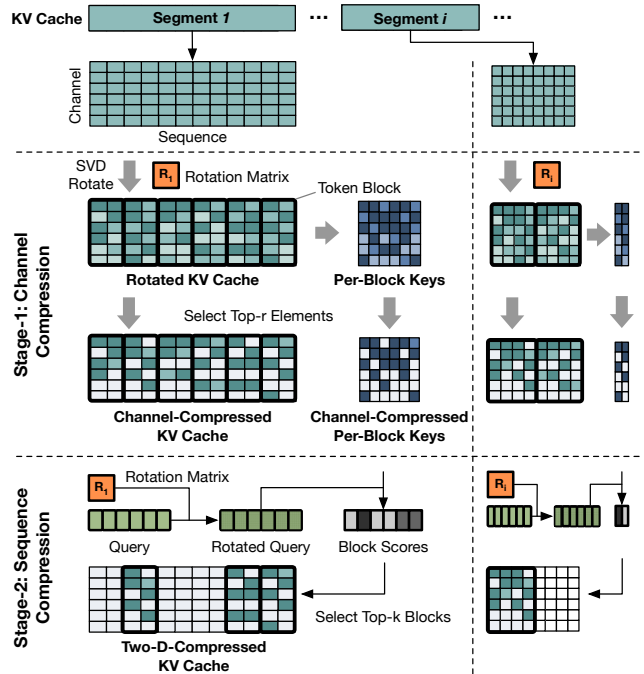 KV Cache
Segment 1
...
Segment i
...
Channel
Sequence
Stage-1: Channel
Compression
SVD
Rotate
R1
Rotation Matrix
Token Block
Ri
Rotated KV Cache
Per-Block Keys
Select Top-r Elements
Channel-Compressed
KV Cache
Channel-Compressed
Per-Block Keys
Stage-2: Sequence
Compression
R1
Rotation Matrix
Ri
Query
Rotated Query
Block Scores
Select Top-k Blocks
Two-D-Compressed
KV Cache